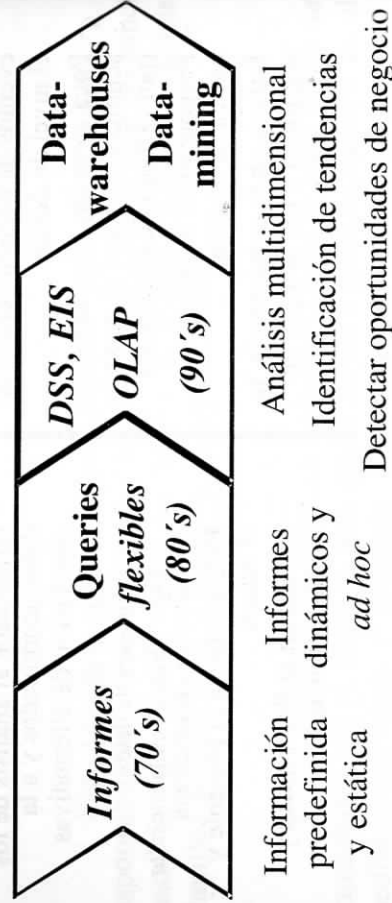 Informes
(70´s)
Queries
flexibles
(80´s)
DSS, EIS
OLAP
(90´s)
Data-
warehouses
Data-
mining
Información
predefinida
y estática
Informes
dinámicos y
ad hoc
Análisis multidimensional
Identificación de tendencias
Detectar oportunidades de negocio